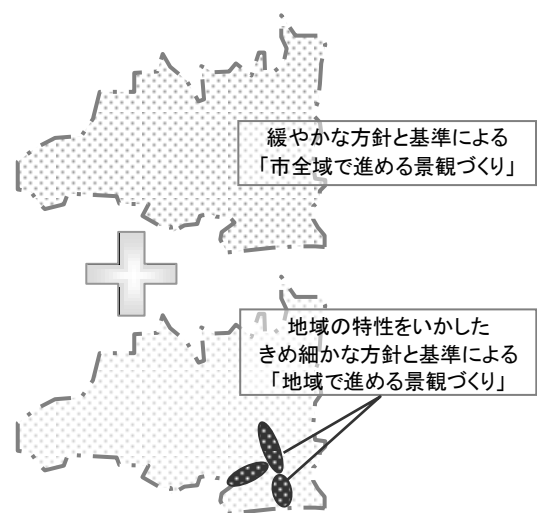 緩やかな方針と基準による
「市全域で進める景観づくり」
地域の特性をいかした
きめ細かな方針と基準による
「地域で進める景観づくり」